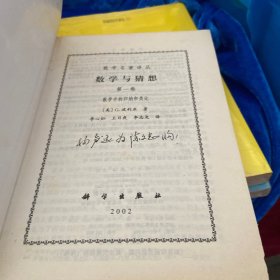 数学名著译丛
数学与猜想
第一卷
数学中的归纳和类比
〔美〕G.波利亚 著
李心灿 王日爽 李志尧 译
科学出版社
2002